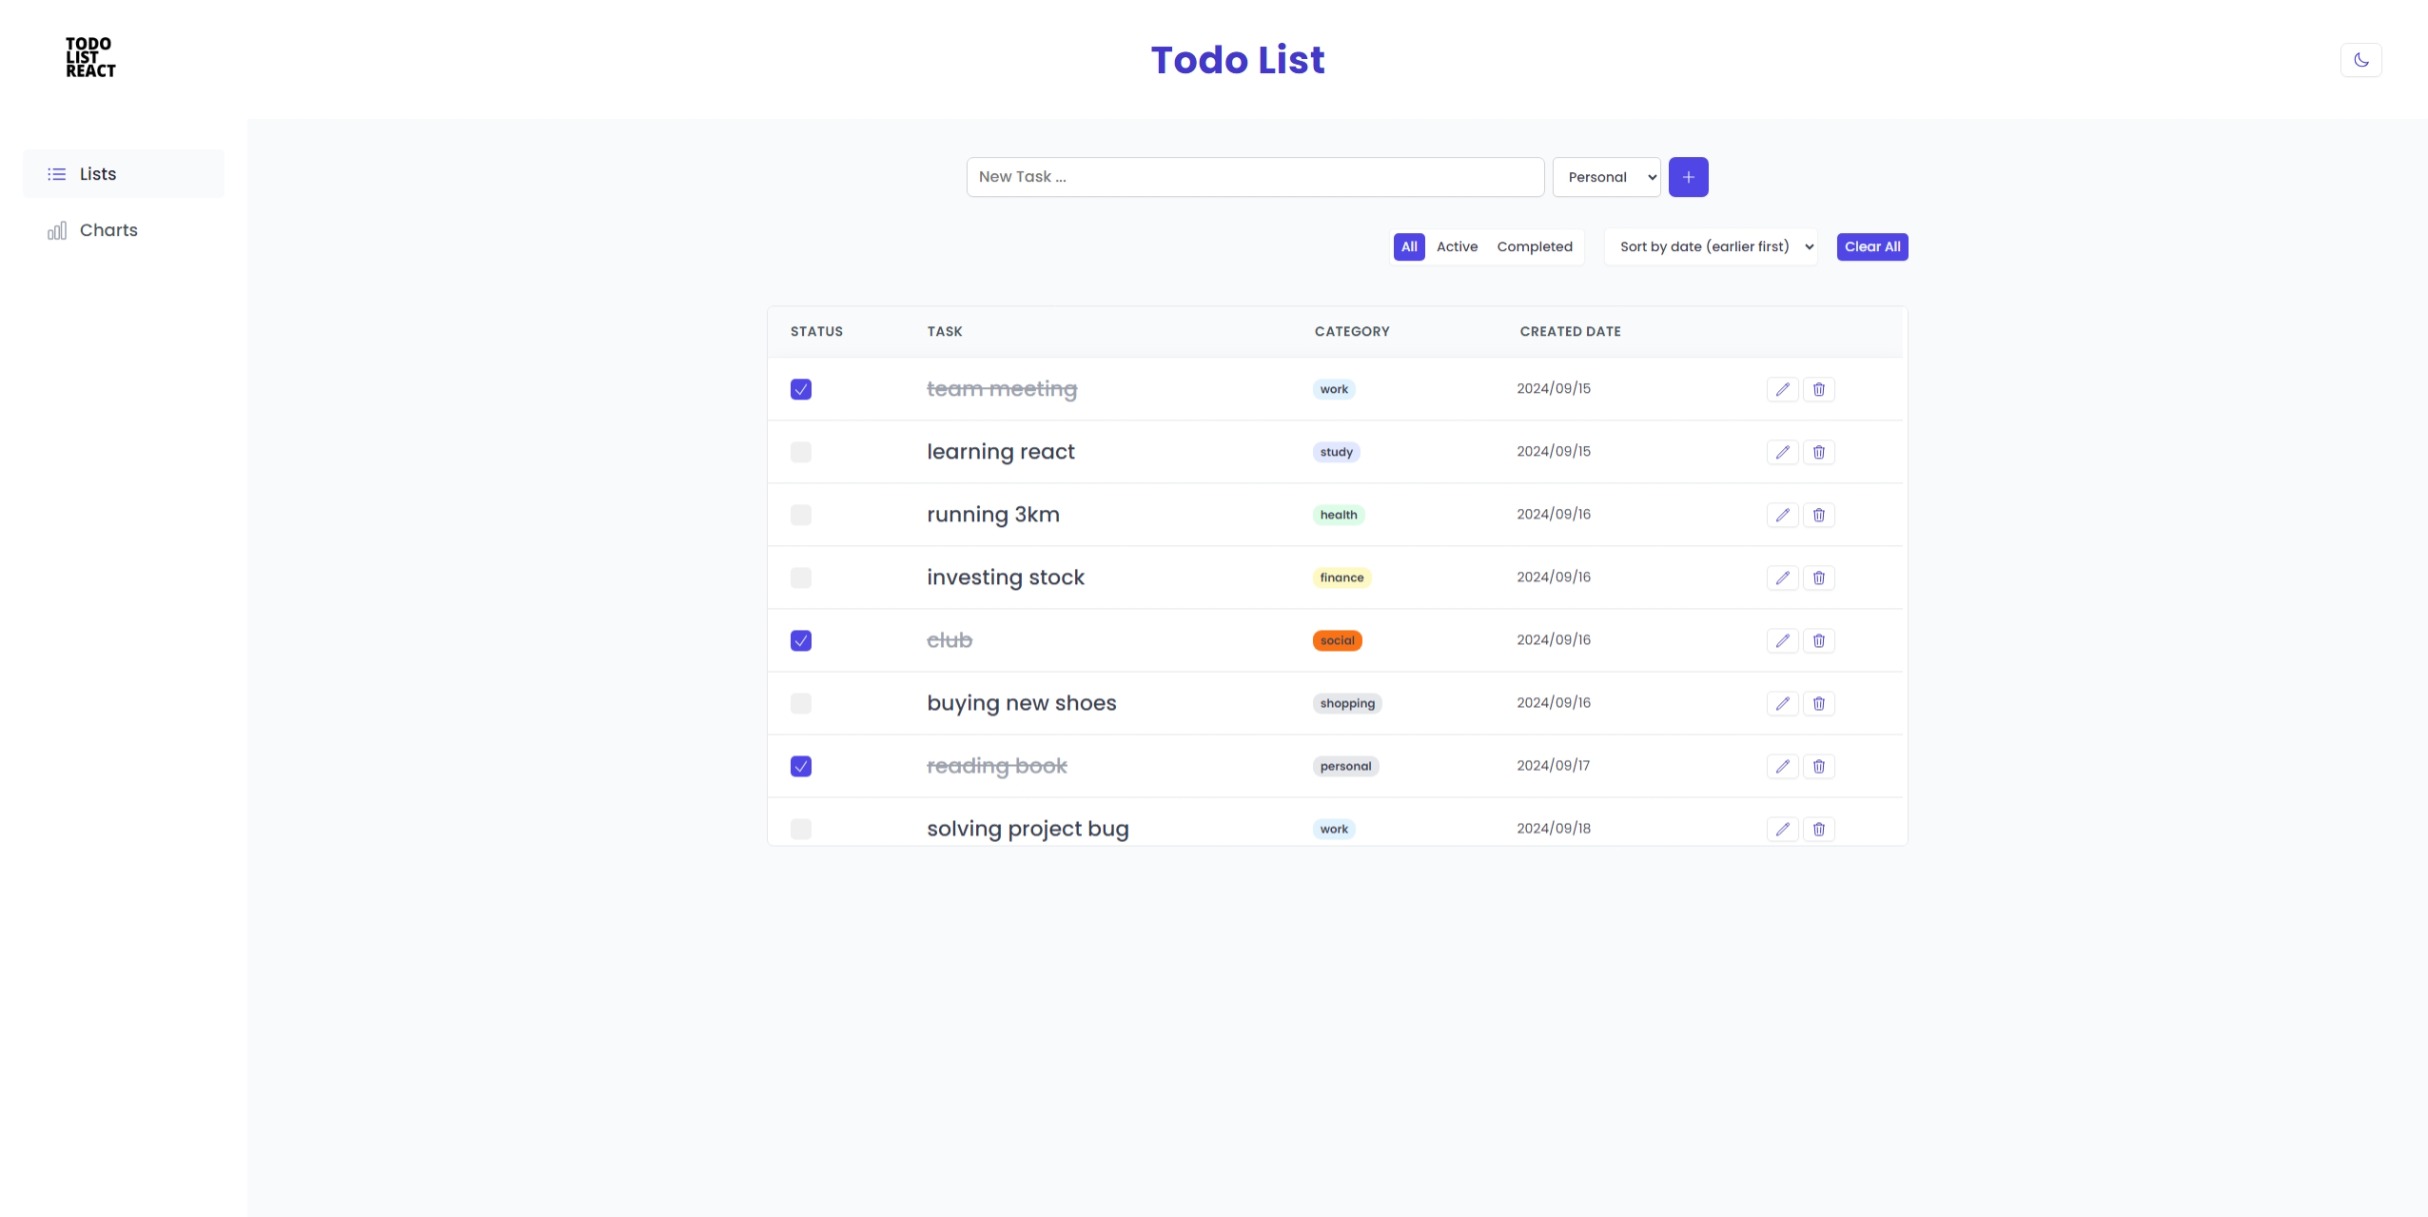 TODO
LIST
REACT
Todo List
Lists
Charts
New Task ...
Personal
All Active Completed Sort by date (earlier first) Clear All
STATUS TASK CATEGORY CREATED DATE
team meeting work 2024/09/15
learning react study 2024/09/15
running 3km health 2024/09/16
investing stock finance 2024/09/16
club social 2024/09/16
buying new shoes shopping 2024/09/16
reading book personal 2024/09/17
solving project bug work 2024/09/18